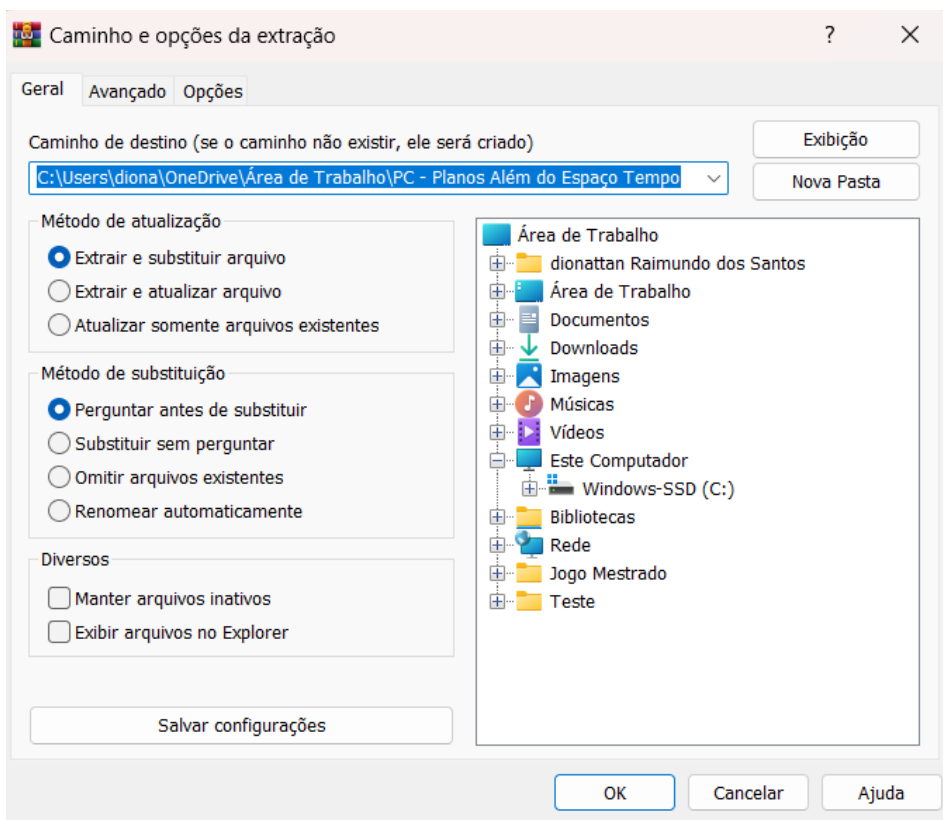 Caminho e opções da extração
Geral Avançado Opções
Caminho de destino (se o caminho não existir, ele será criado)
Exibição
C:\Users\diona\OneDrive\Área de Trabalho\PC - Planos Além do Espaço Tempo
Nova Pasta
Método de atualização
Extrair e substituir arquivo
Extrair e atualizar arquivo
Atualizar somente arquivos existentes
Método de substituição
Perguntar antes de substituir
Substituir sem perguntar
Omitir arquivos existentes
Renomear automaticamente
Diversos
Manter arquivos inativos
Exibir arquivos no Explorer
Salvar configurações
Área de Trabalho
dionattan Raimundo dos Santos
Área de Trabalho
Documentos
Downloads
Imagens
Músicas
Vídeos
Este Computador
Windows-SSD (C:)
Bibliotecas
Rede
Jogo Mestrado
Teste
OK Cancelar Ajuda